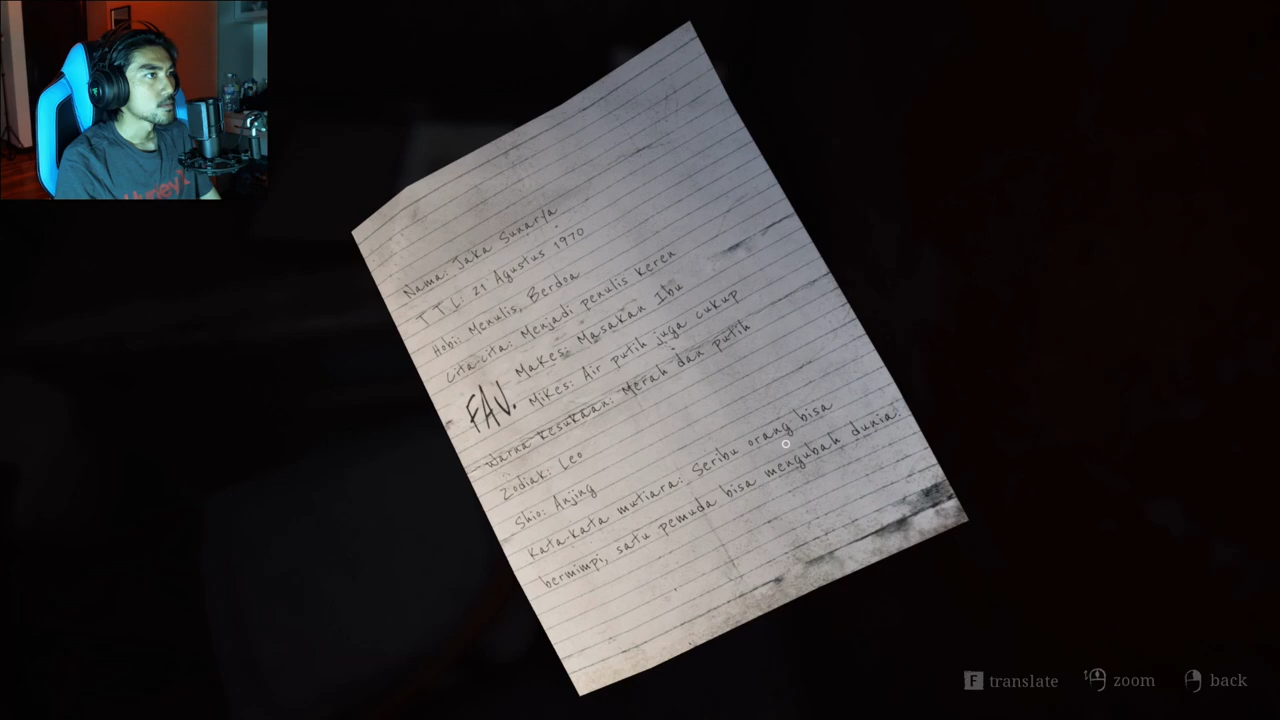 Nama: Jaka Sunarya
T.T.L: 21 Agustus 1970
Hobi: Menulis, Berdoa
Cita-cita: Menjadi penulis keren
FAV.
Makes: Masakan Ibu
Mikes: Air putih juga cukup
Warna kesukaan: Merah dan putih
Zodiak: Leo
Shio: Anjing
Kata-kata mutiara: Seribu orang bisa
bermimpi, satu pemuda bisa mengubah dunia.
F translate
zoom
back